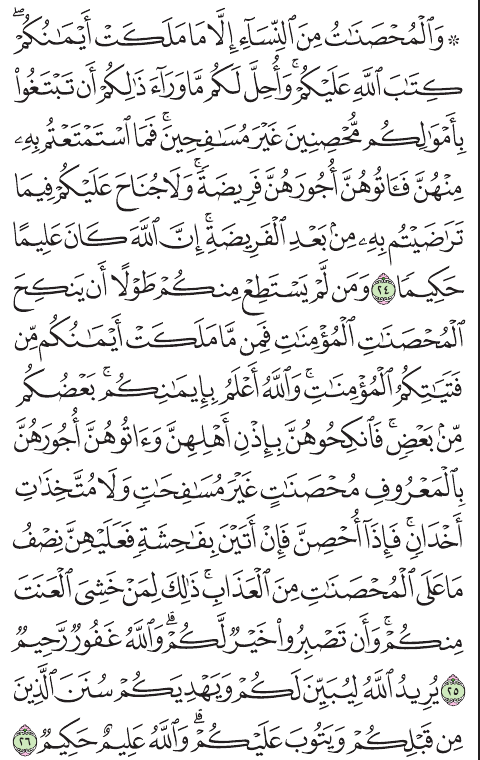 ۞ وَٱلْمُحْصَنَٰتُ مِنَ ٱلنِّسَآءِ إِلَّا مَا مَلَكَتْ أَيْمَٰنُكُمْ ۖ
كِتَٰبَ ٱللَّهِ عَلَيْكُمْ ۚ وَأُحِلَّ لَكُم مَّا وَرَآءَ ذَٰلِكُمْ أَن تَبْتَغُوا۟
بِأَمْوَٰلِكُم مُّحْصِنِينَ غَيْرَ مُسَٰفِحِينَ ۚ فَمَا ٱسْتَمْتَعْتُم بِهِۦ
مِنْهُنَّ فَـَٔاتُوهُنَّ أُجُورَهُنَّ فَرِيضَةً ۚ وَلَا جُنَاحَ عَلَيْكُمْ فِيمَا
تَرَٰضَيْتُم بِهِۦ مِنۢ بَعْدِ ٱلْفَرِيضَةِ ۚ إِنَّ ٱللَّهَ كَانَ عَلِيمًا
حَكِيمًا ٢٤ وَمَن لَّمْ يَسْتَطِعْ مِنكُمْ طَوْلًا أَن يَنكِحَ
ٱلْمُحْصَنَٰتِ ٱلْمُؤْمِنَٰتِ فَمِن مَّا مَلَكَتْ أَيْمَٰنُكُم مِّن
فَتَيَٰتِكُمُ ٱلْمُؤْمِنَٰتِ ۚ وَٱللَّهُ أَعْلَمُ بِإِيمَٰنِكُم ۚ بَعْضُكُم
مِّنۢ بَعْضٍ ۚ فَٱنكِحُوهُنَّ بِإِذْنِ أَهْلِهِنَّ وَءَاتُوهُنَّ أُجُورَهُنَّ
بِٱلْمَعْرُوفِ مُحْصَنَٰتٍ غَيْرَ مُسَٰفِحَٰتٍ وَلَا مُتَّخِذَٰتِ
أَخْدَانٍ ۚ فَإِذَآ أُحْصِنَّ فَإِنْ أَتَيْنَ بِفَٰحِشَةٍ فَعَلَيْهِنَّ نِصْفُ
مَا عَلَى ٱلْمُحْصَنَٰتِ مِنَ ٱلْعَذَابِ ۚ ذَٰلِكَ لِمَنْ خَشِىَ ٱلْعَنَتَ
مِنكُمْ ۚ وَأَن تَصْبِرُوا۟ خَيْرٌ لَّكُمْ ۗ وَٱللَّهُ غَفُورٌ رَّحِيمٌ
٢٥ يُرِيدُ ٱللَّهُ لِيُبَيِّنَ لَكُمْ وَيَهْدِيَكُمْ سُنَنَ ٱلَّذِينَ
مِن قَبْلِكُمْ وَيَتُوبَ عَلَيْكُمْ ۗ وَٱللَّهُ عَلِيمٌ حَكِيمٌ ٢٦